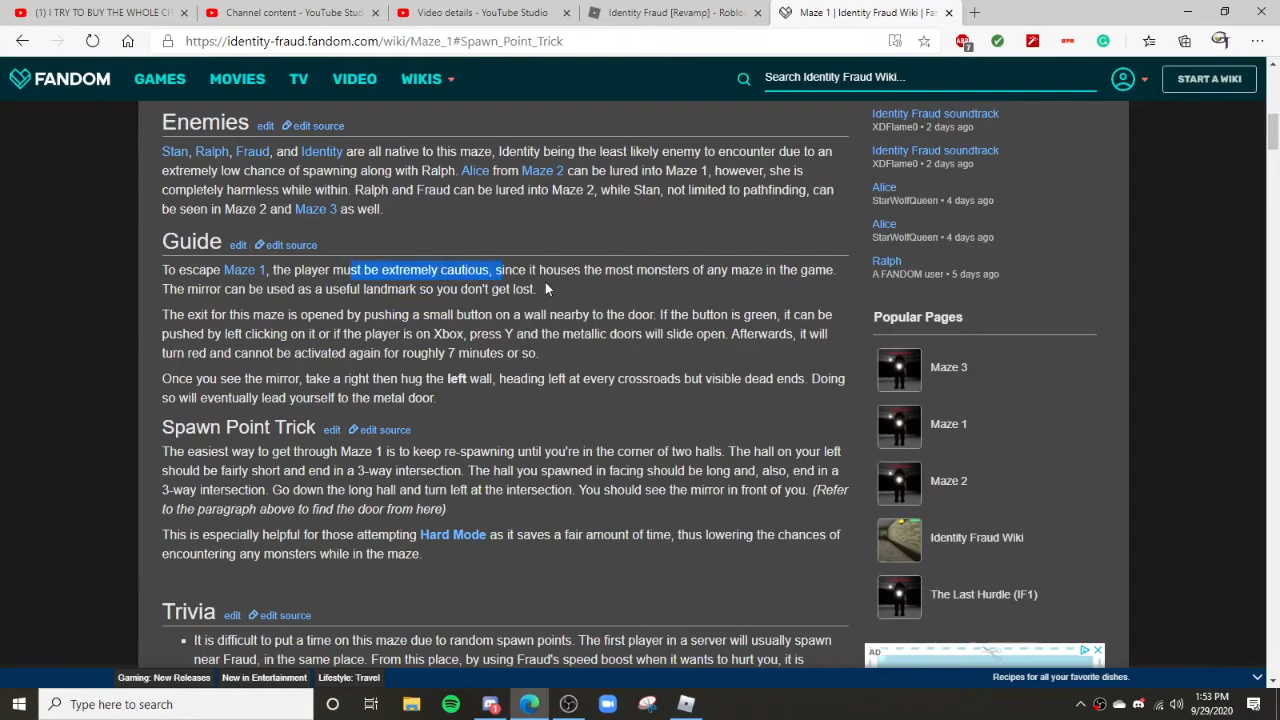 I TO BUY THE WHOLE CIT
Channel content - YouTube Studi
Video details - YouTube Studio
Identity Fraud [Revamp] - Roblox
Maze 1 | Identity Fraud Wiki | Fan
https://identity-fraud.fandom.com/wiki/Maze_1#Spawn_Point_Trick
FANDOM
GAMES
MOVIES
TV
VIDEO
WIKIS
Search Identity Fraud Wiki...
START A WIKI
Enemies edit edit source
Stan, Ralph, Fraud, and Identity are all native to this maze, Identity being the least likely enemy to encounter due to an
extremely low chance of spawning along with Ralph. Alice from Maze 2 can be lured into Maze 1, however, she is
completely harmless while within. Ralph and Fraud can be lured into Maze 2, while Stan, not limited to pathfinding, can
be seen in Maze 2 and Maze 3 as well.
Guide edit edit source
To escape Maze 1, the player must be extremely cautious, since it houses the most monsters of any maze in the game.
The mirror can be used as a useful landmark so you don't get lost.
The exit for this maze is opened by pushing a small button on a wall nearby to the door. If the button is green, it can be
pushed by left clicking on it or if the player is on Xbox, press Y and the metallic doors will slide open. Afterwards, it will
turn red and cannot be activated again for roughly 7 minutes or so.
Once you see the mirror, take a right then hug the left wall, heading left at every crossroads but visible dead ends. Doing
so will eventually lead yourself to the metal door.
Spawn Point Trick edit edit source
The easiest way to get through Maze 1 is to keep re-spawning until you're in the corner of two halls. The hall on your left
should be fairly short and end in a 3-way intersection. The hall you spawned in facing should be long and, also, end in a
3-way intersection. Go down the long hall and turn left at the intersection. You should see the mirror in front of you. (Refer
to the paragraph above to find the door from here)
This is especially helpful for those attempting Hard Mode as it saves a fair amount of time, thus lowering the chances of
encountering any monsters while in the maze.
Trivia edit edit source
It is difficult to put a time on this maze due to random spawn points. The first player in a server will usually spawn
near Fraud, in the same place. From this place, by using Fraud's speed boost when it wants to hurt you, it is
Identity Fraud soundtrack
XDFlame0 • 2 days ago
Identity Fraud soundtrack
XDFlame0 • 2 days ago
Alice
StarWolfQueen • 4 days ago
Alice
StarWolfQueen • 4 days ago
Ralph
A FANDOM user • 5 days ago
Popular Pages
Maze 3
Maze 1
Maze 2
Identity Fraud Wiki
The Last Hurdle (IF1)
AD
Gaming: New Releases
New in Entertainment
Lifestyle: Travel
Recipes for all your favorite dishes.
Type here to search
1:53 PM
9/29/2020